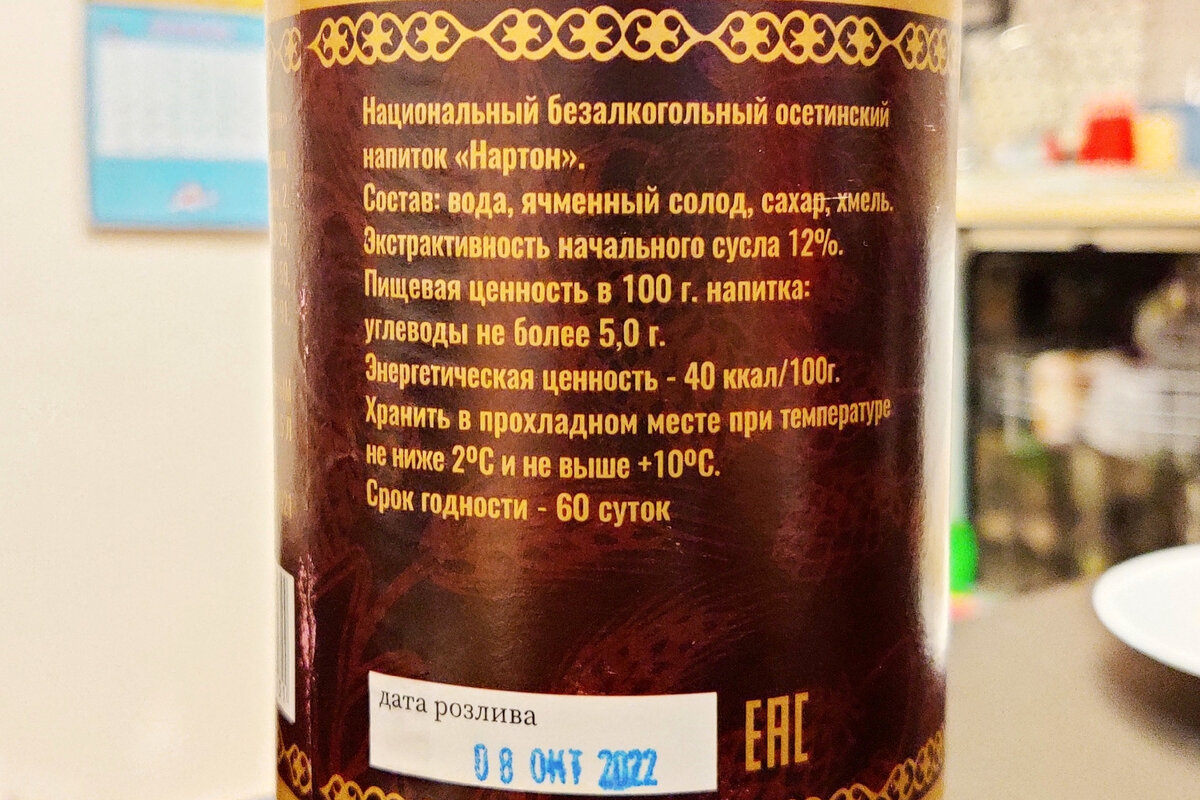 Национальный безалкогольный осетинский
напиток «Нартон».
Состав: вода, ячменный солод, сахар, хмель.
Экстрактивность начального сусла 12%.
Пищевая ценность в 100 г. напитка:
углеводы не более 5,0 г.
Энергетическая ценность - 40 ккал/100г.
Хранить в прохладном месте при температуре
не ниже 2ºС и не выше +10ºС.
Срок годности - 60 суток
дата розлива
08 ОКТ 2022
ЕАС